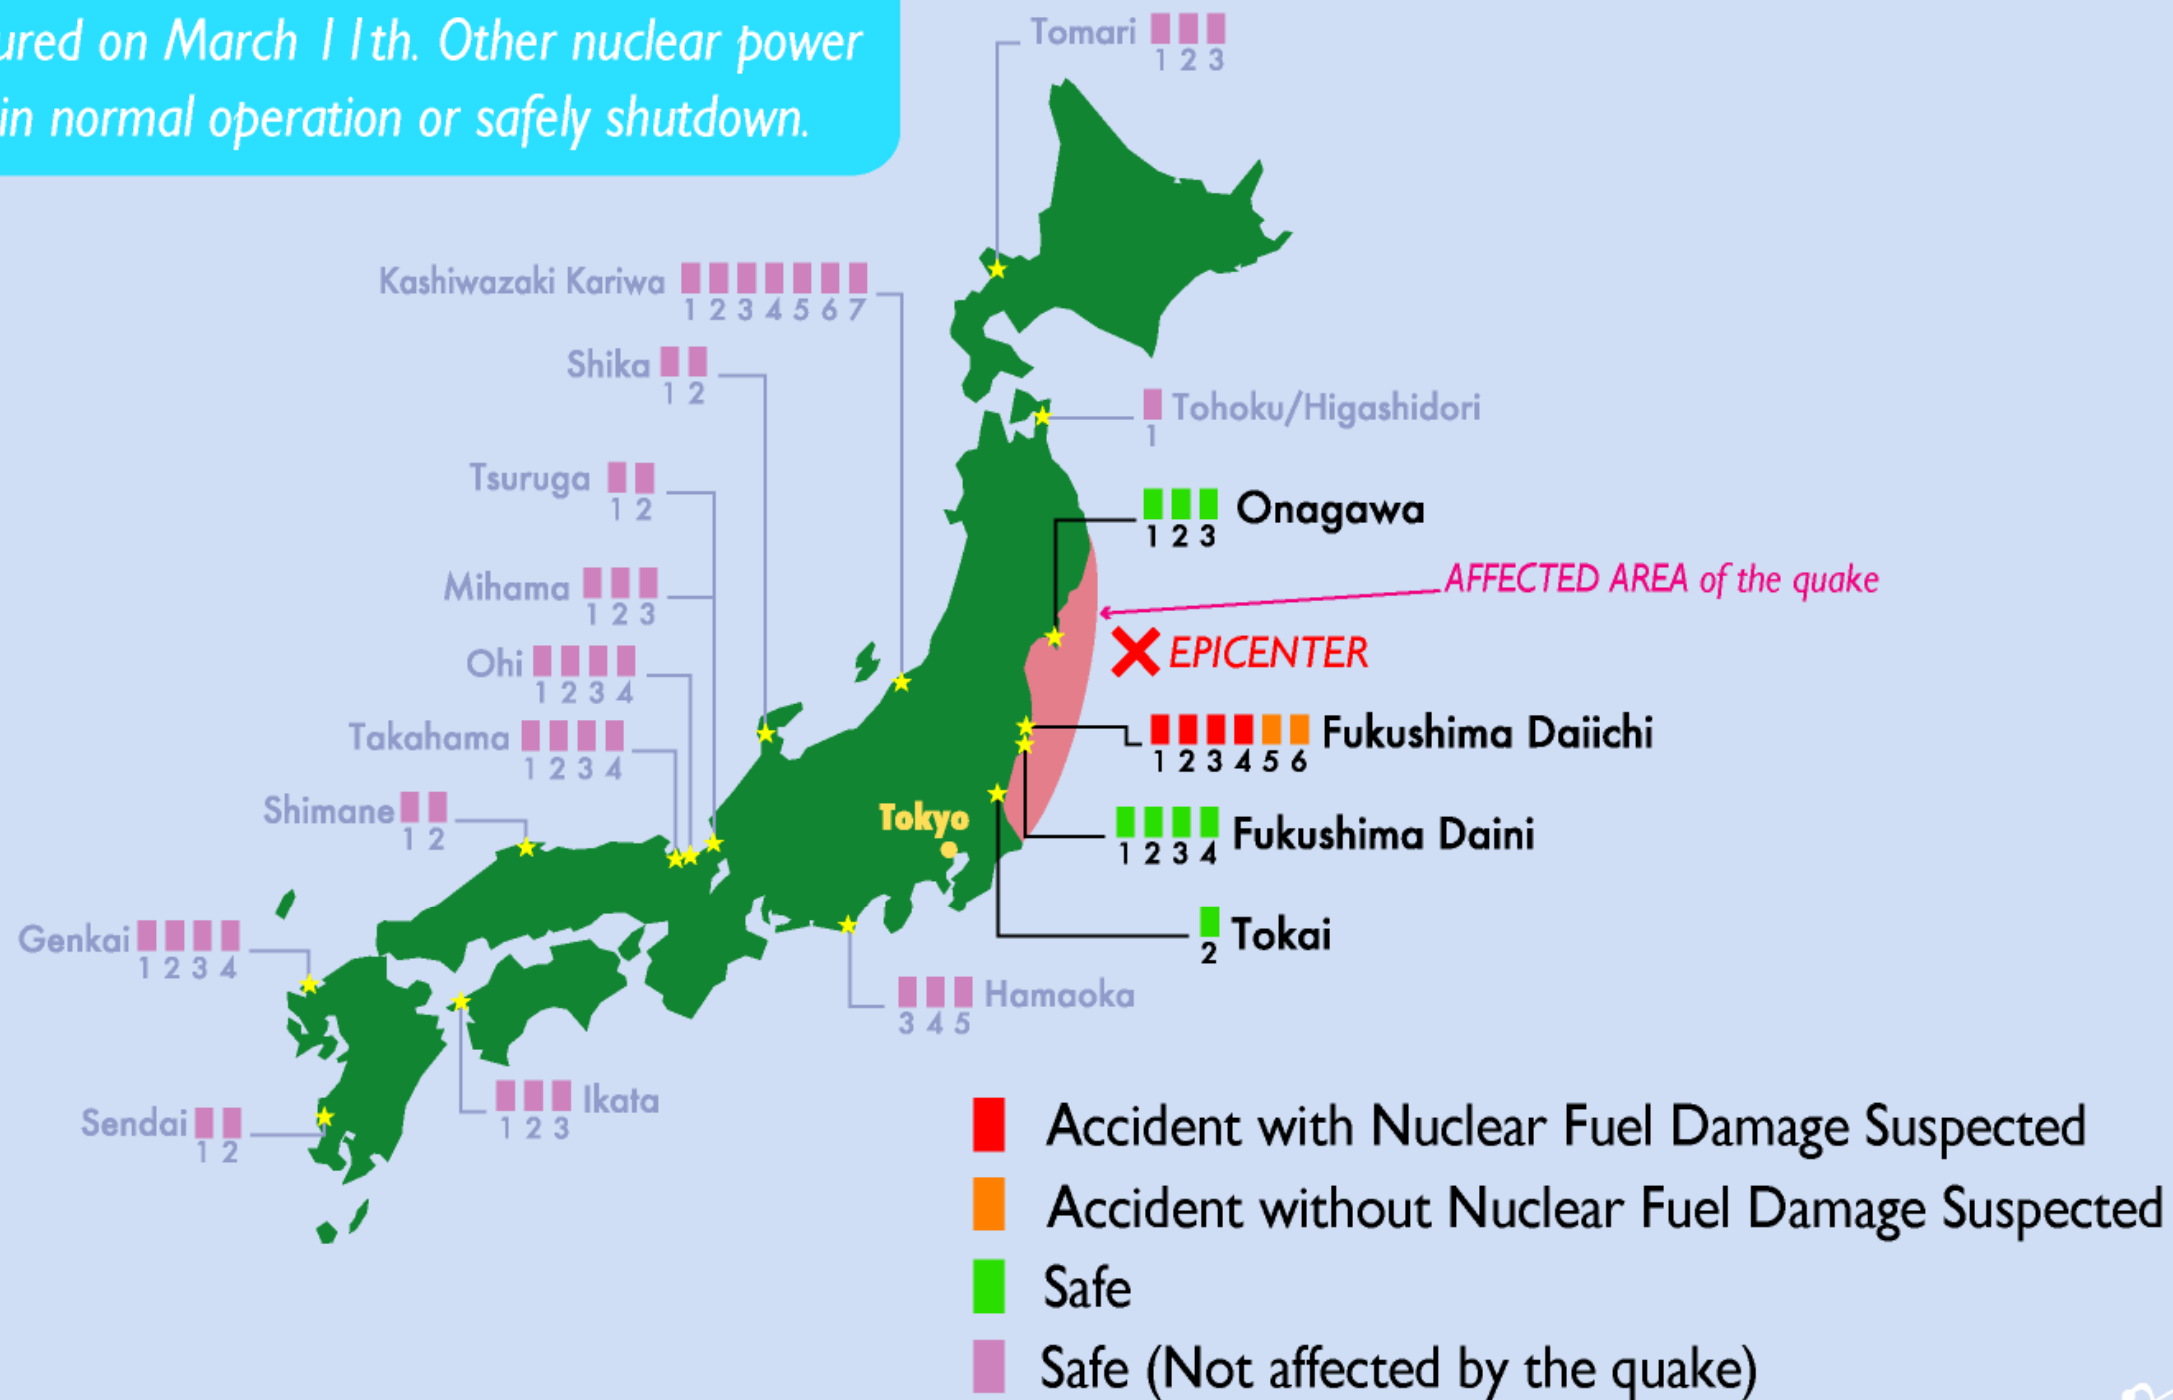 ured on March 11th. Other nuclear power
in normal operation or safely shutdown.
Tomari
1 2 3
Kashiwazaki Kariwa
1 2 3 4 5 6 7
Shika
1 2
Tohoku/Higashidori
1
Tsuruga
1 2
Onagawa
1 2 3
Mihama
1 2 3
AFFECTED AREA of the quake
EPICENTER
Ohi
1 2 3 4
Takahama
1 2 3 4
Fukushima Daiichi
1 2 3 4 5 6
Shimane
1 2
Tokyo
Fukushima Daini
1 2 3 4
Genkai
1 2 3 4
Tokai
2
Hamaoka
3 4 5
Ikata
1 2 3
Sendai
1 2
Accident with Nuclear Fuel Damage Suspected
Accident without Nuclear Fuel Damage Suspected
Safe
Safe (Not affected by the quake)